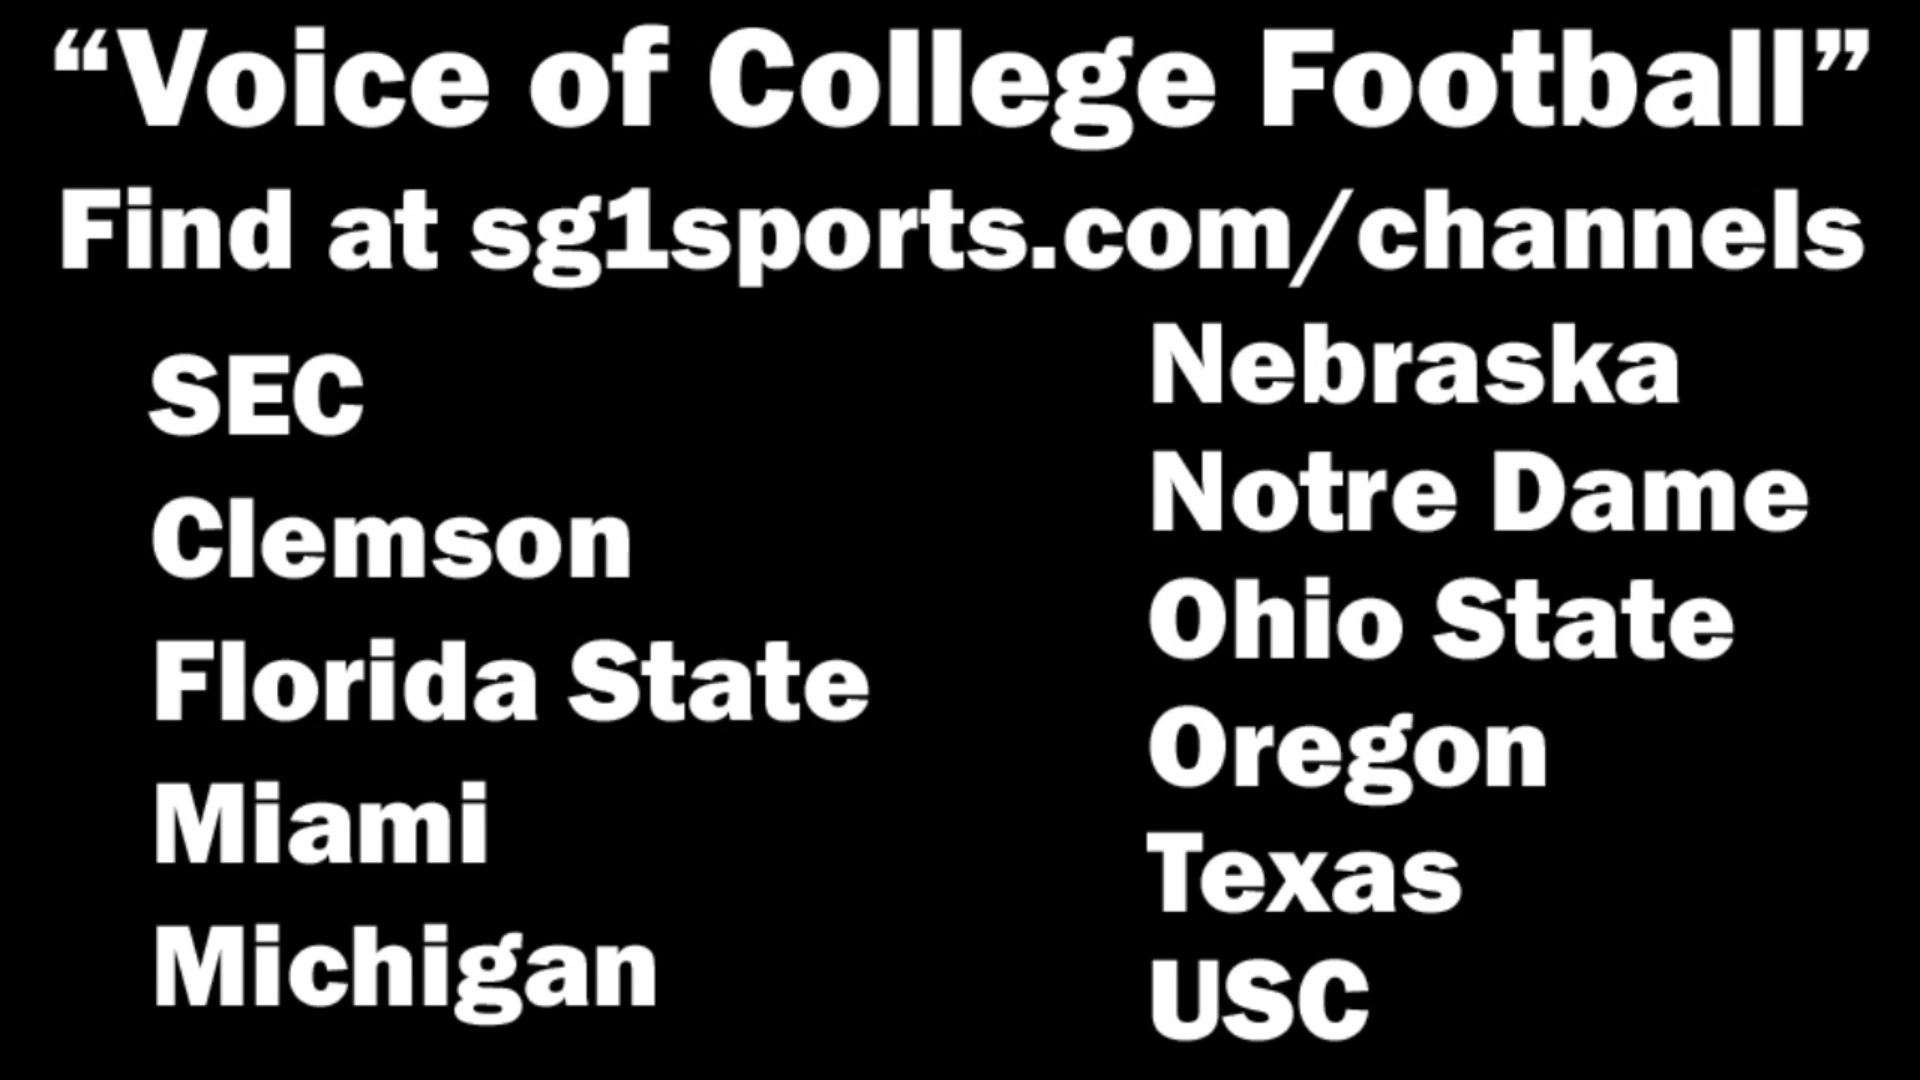 “Voice of College Football”
Find at sg1sports.com/channels
SEC
Clemson
Florida State
Miami
Michigan
Nebraska
Notre Dame
Ohio State
Oregon
Texas
USC